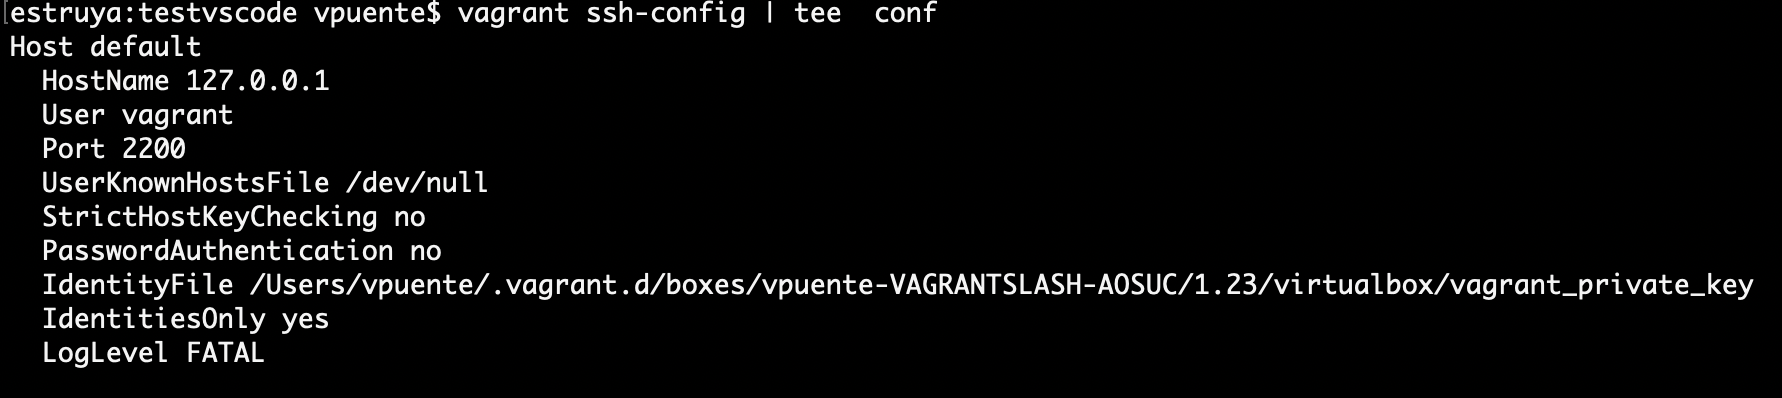 [estruya:testvscode vpuente$ vagrant ssh-config | tee  conf
Host default
  HostName 127.0.0.1
  User vagrant
  Port 2200
  UserKnownHostsFile /dev/null
  StrictHostKeyChecking no
  PasswordAuthentication no
  IdentityFile /Users/vpuente/.vagrant.d/boxes/vpuente-VAGRANTSLASH-AOSUC/1.23/virtualbox/vagrant_private_key
  IdentitiesOnly yes
  LogLevel FATAL